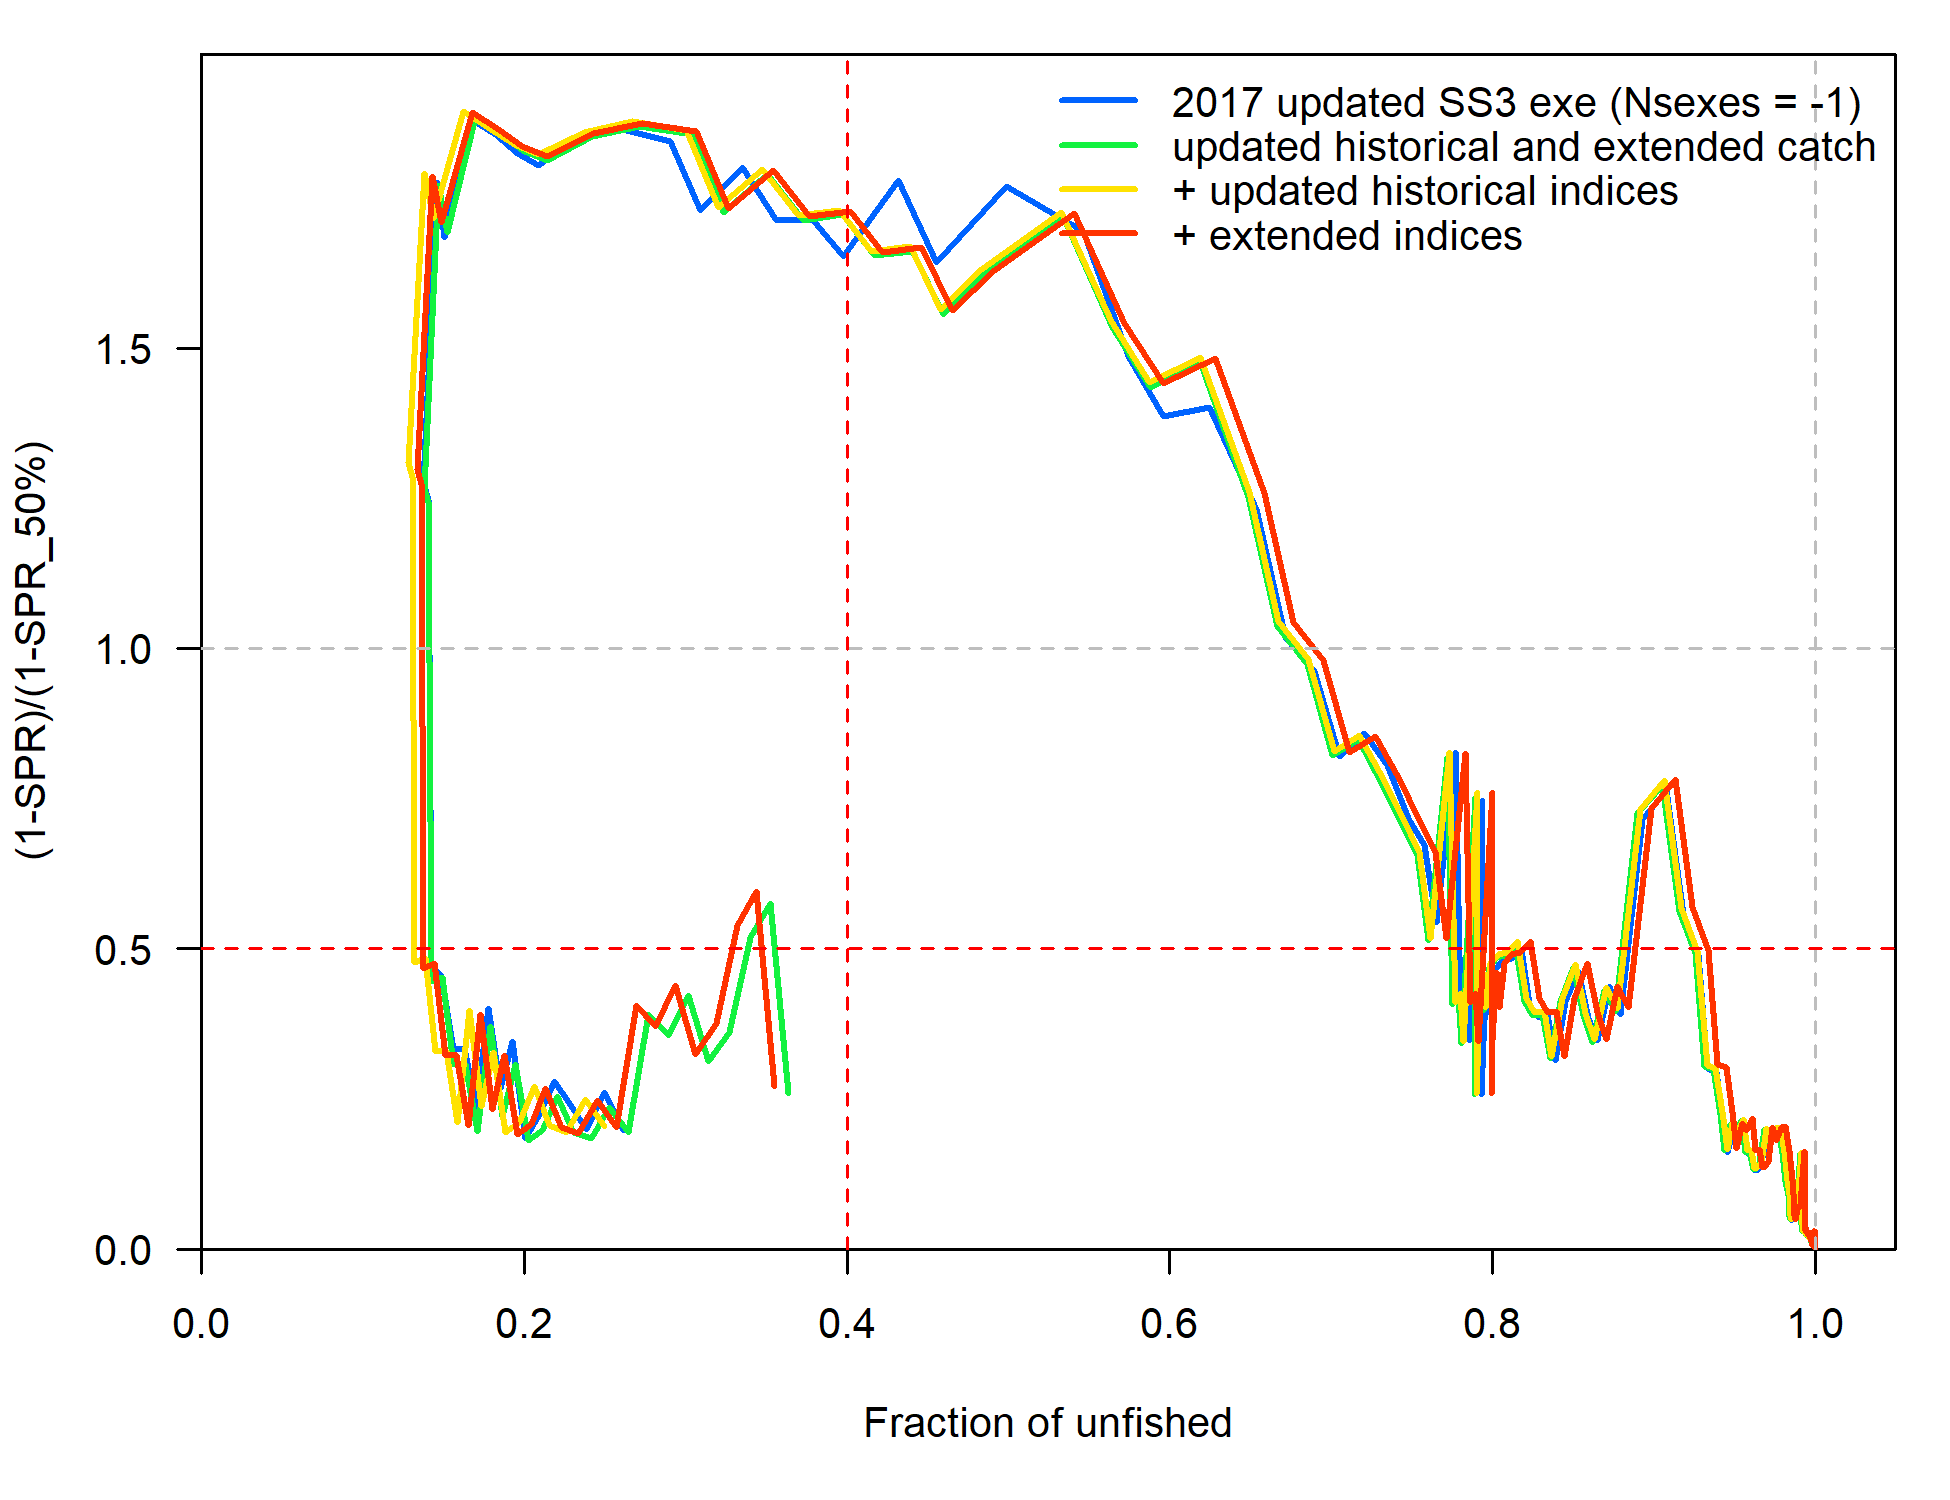 2017 updated SS3 exe (Nsexes = -1)
updated historical and extended catch
+ updated historical indices
+ extended indices
(1-SPR)/(1-SPR_50%)
1.5
1.0
0.5
0.0
0.0 0.2 0.4 0.6 0.8 1.0
Fraction of unfished